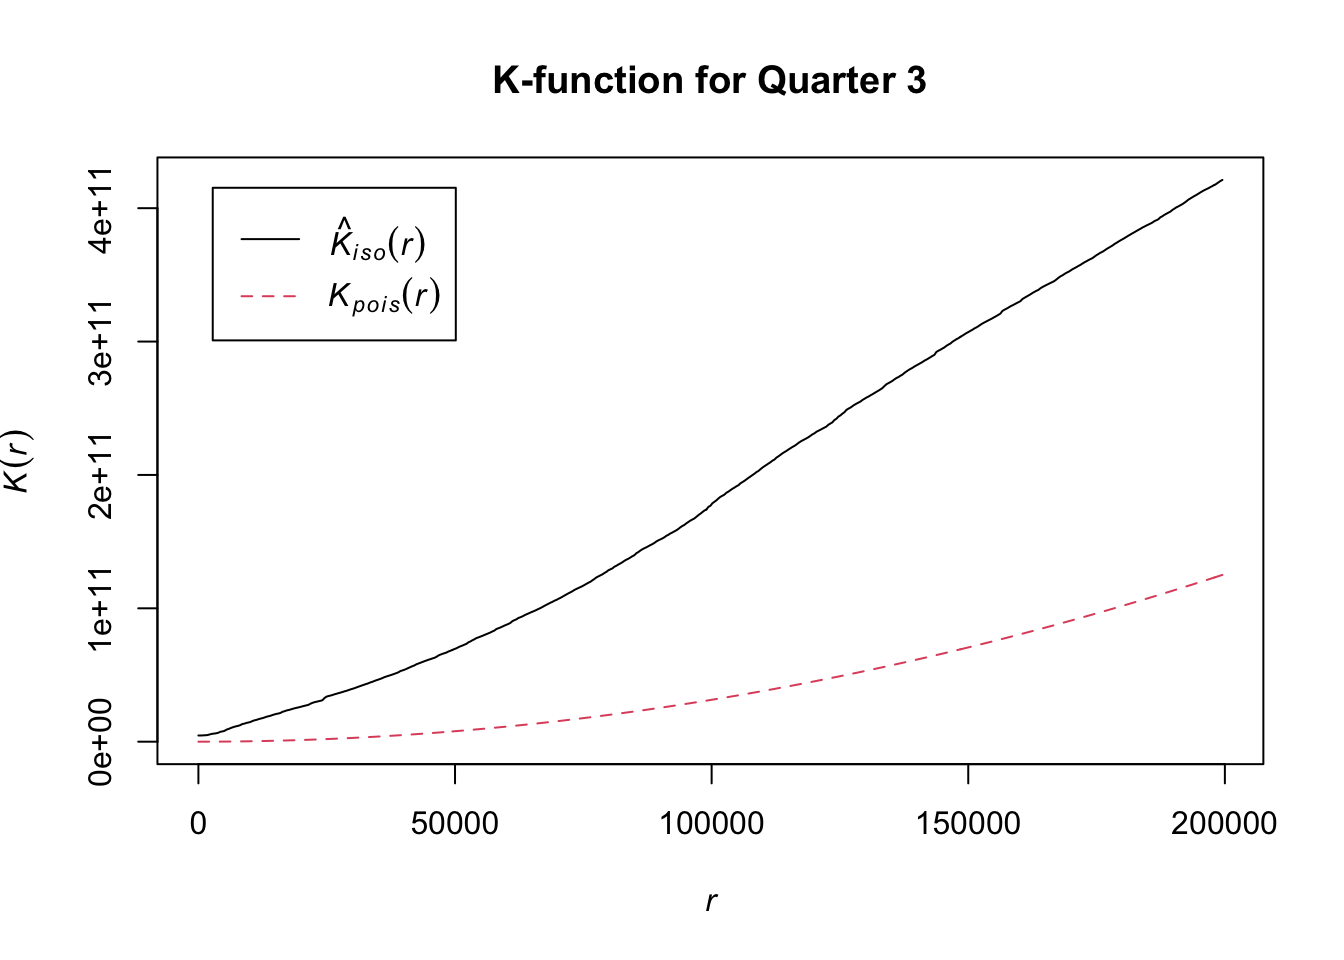 K-function for Quarter 3
K̂iso(r)
Kpois(r)
K(r)
4e+11
3e+11
2e+11
1e+11
0e+00
0 50000 100000 150000 200000
r